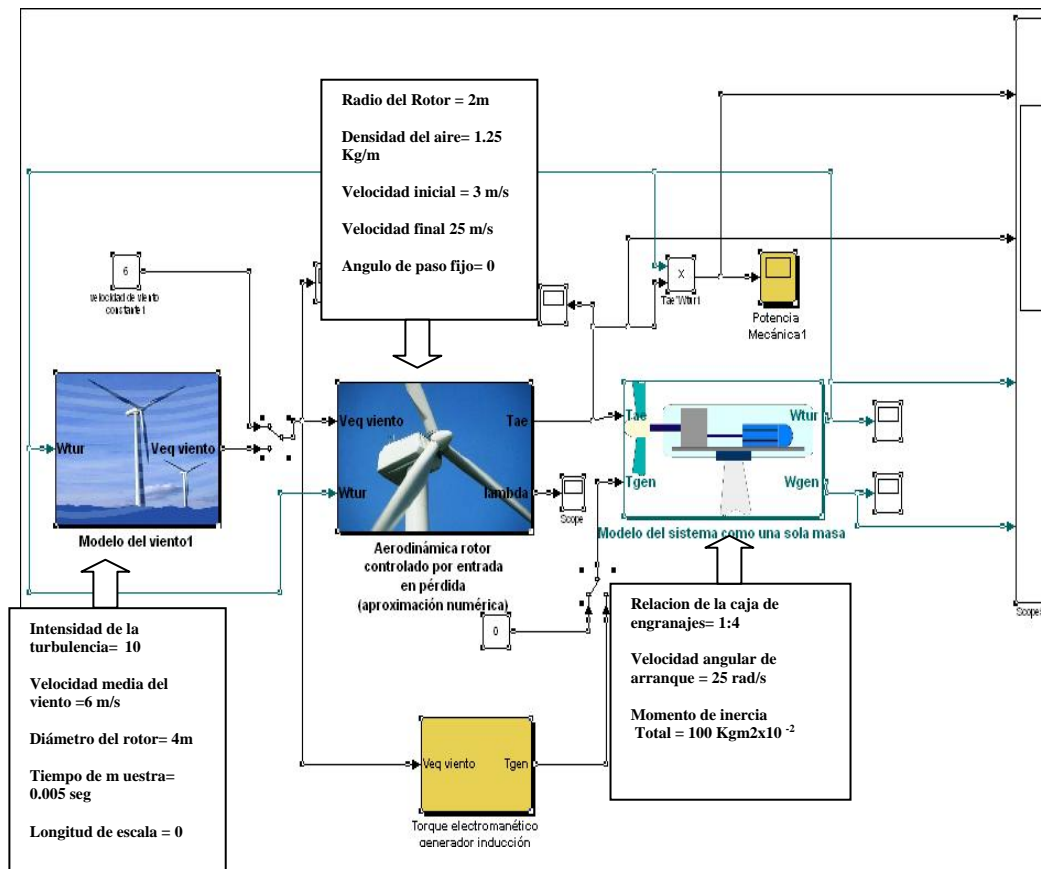 Radio del Rotor = 2m
Densidad del aire= 1.25
Kg/m
Velocidad inicial = 3 m/s
Velocidad final 25 m/s
Angulo de paso fijo= 0
6
velocidad de viento
constante1
X
Tae*Wtur1
Potencia
Mecánica1
Wtur
Veq viento
Modelo del viento1
Veq viento
Wtur
Tae
lambda
Scope
Aerodinámica rotor
controlado por entrada
en pérdida
(aproximación numérica)
Tae
Tgen
Wtur
Wgen
Modelo del sistema como una sola masa
0
Intensidad de la
turbulencia= 10
Velocidad media del
viento =6 m/s
Diámetro del rotor= 4m
Tiempo de m uestra=
0.005 seg
Longitud de escala = 0
Relacion de la caja de
engranajes= 1:4
Velocidad angular de
arranque = 25 rad/s
Momento de inercia
Total = 100 Kgm2x10 -2
Veq viento
Tgen
Torque electromanético
generador inducción